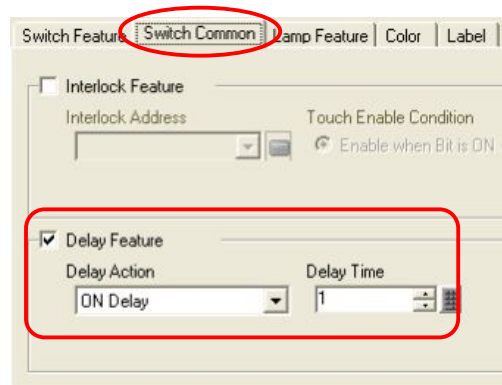 Switch Feature Switch Common Lamp Feature Color Label
Interlock Feature
Interlock Address Touch Enable Condition
Enable when Bit is ON
Delay Feature
Delay Action Delay Time
ON Delay 1